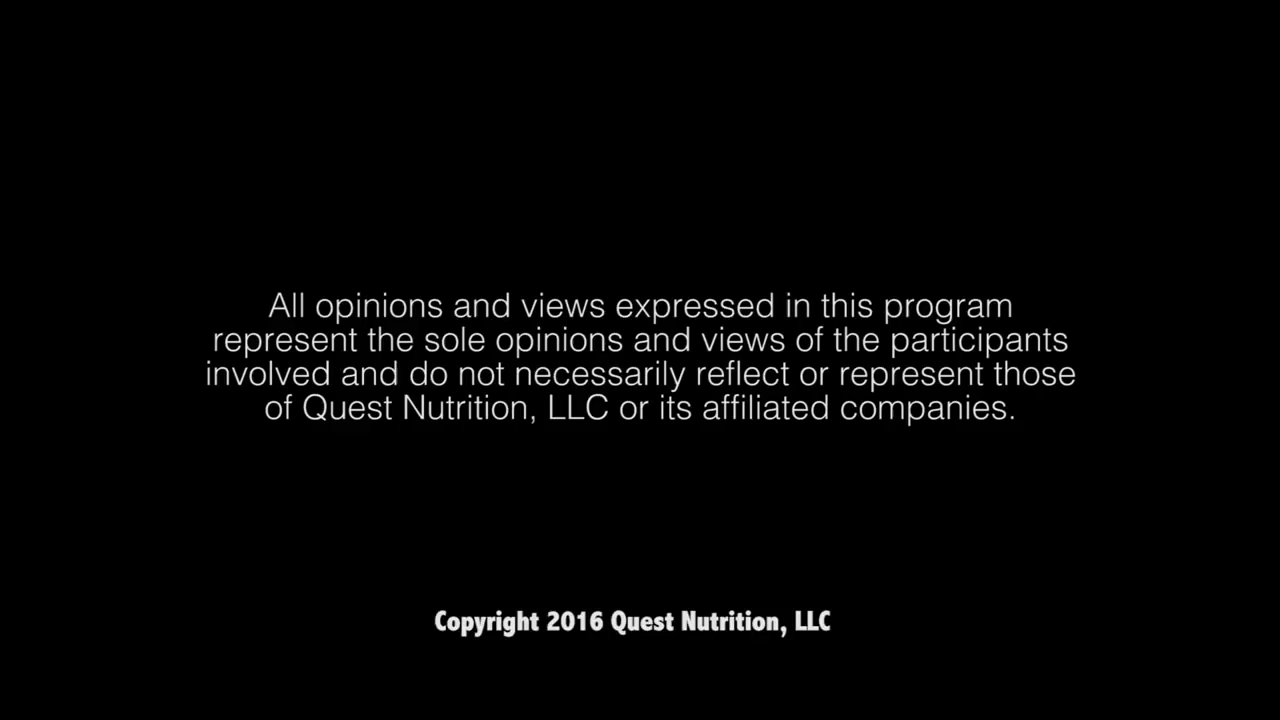 All opinions and views expressed in this program
represent the sole opinions and views of the participants
involved and do not necessarily reflect or represent those
of Quest Nutrition, LLC or its affiliated companies.
Copyright 2016 Quest Nutrition, LLC